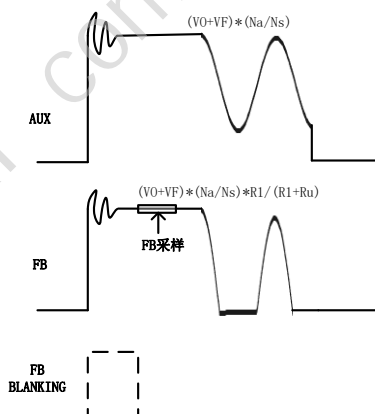 (VO+VF)*(Na/Ns)
AUX
(VO+VF)*(Na/Ns)*R1/(R1+Ru)
FB采样
FB
FB
BLANKING